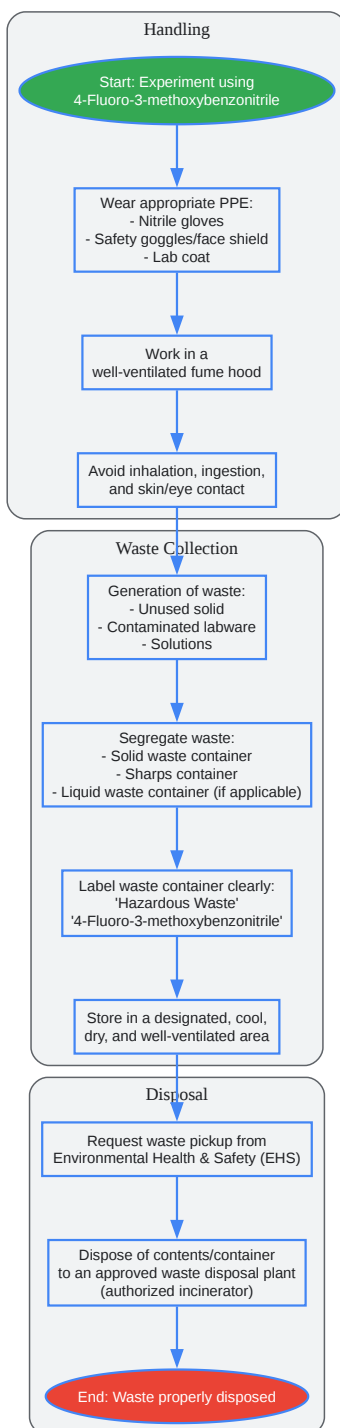 Handling
Start: Experiment using
4-Fluoro-3-methoxybenzonitrile
Wear appropriate PPE:
- Nitrile gloves
- Safety goggles/face shield
- Lab coat
Work in a
well-ventilated fume hood
Avoid inhalation, ingestion,
and skin/eye contact
Waste Collection
Generation of waste:
- Unused solid
- Contaminated labware
- Solutions
Segregate waste:
- Solid waste container
- Sharps container
- Liquid waste container (if applicable)
Label waste container clearly:
'Hazardous Waste'
'4-Fluoro-3-methoxybenzonitrile'
Store in a designated, cool,
dry, and well-ventilated area
Disposal
Request waste pickup from
Environmental Health & Safety (EHS)
Dispose of contents/container
to an approved waste disposal plant
(authorized incinerator)
End: Waste properly disposed